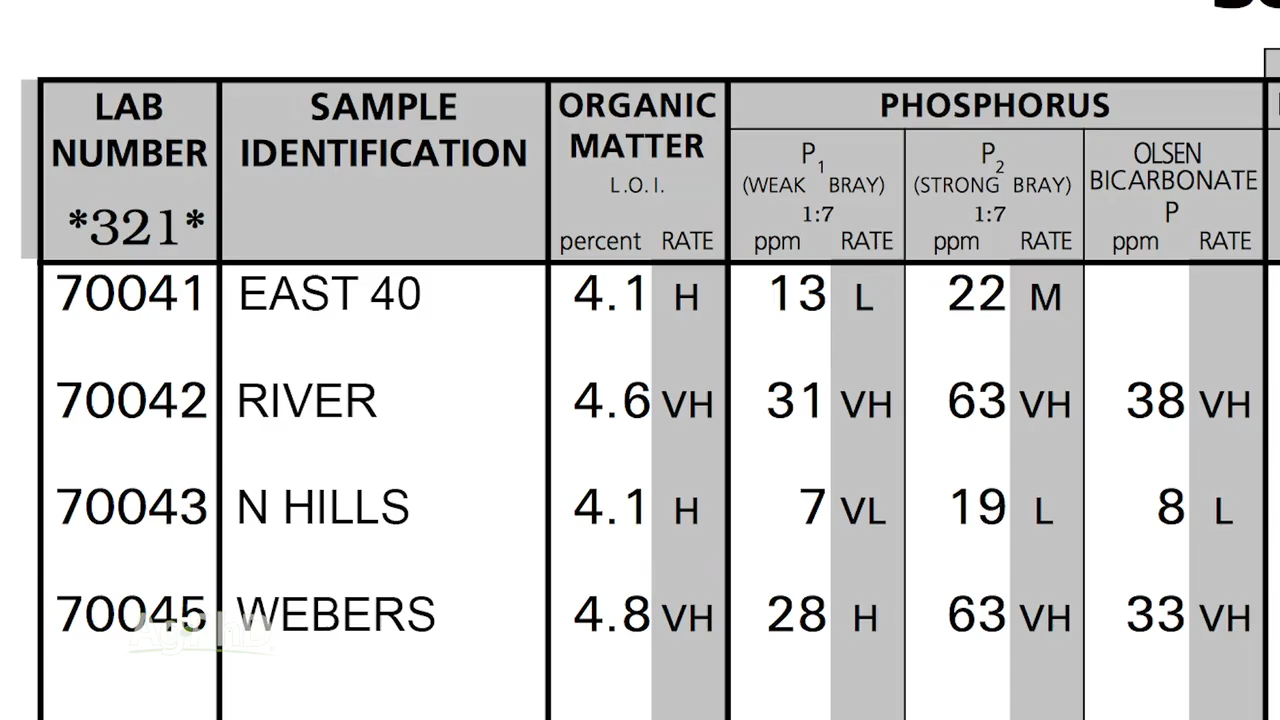 LAB NUMBER *321* SAMPLE IDENTIFICATION ORGANIC MATTER L.O.I. percent RATE PHOSPHORUS
P1 (WEAK BRAY) 1:7 ppm RATE P2 (STRONG BRAY) 1:7 ppm RATE OLSEN BICARBONATE P ppm RATE
70041 EAST 40 4.1 H 13 L 22 M
70042 RIVER 4.6 VH 31 VH 63 VH 38 VH
70043 N HILLS 4.1 H 7 VL 19 L 8 L
70045 WEBERS 4.8 VH 28 H 63 VH 33 VH